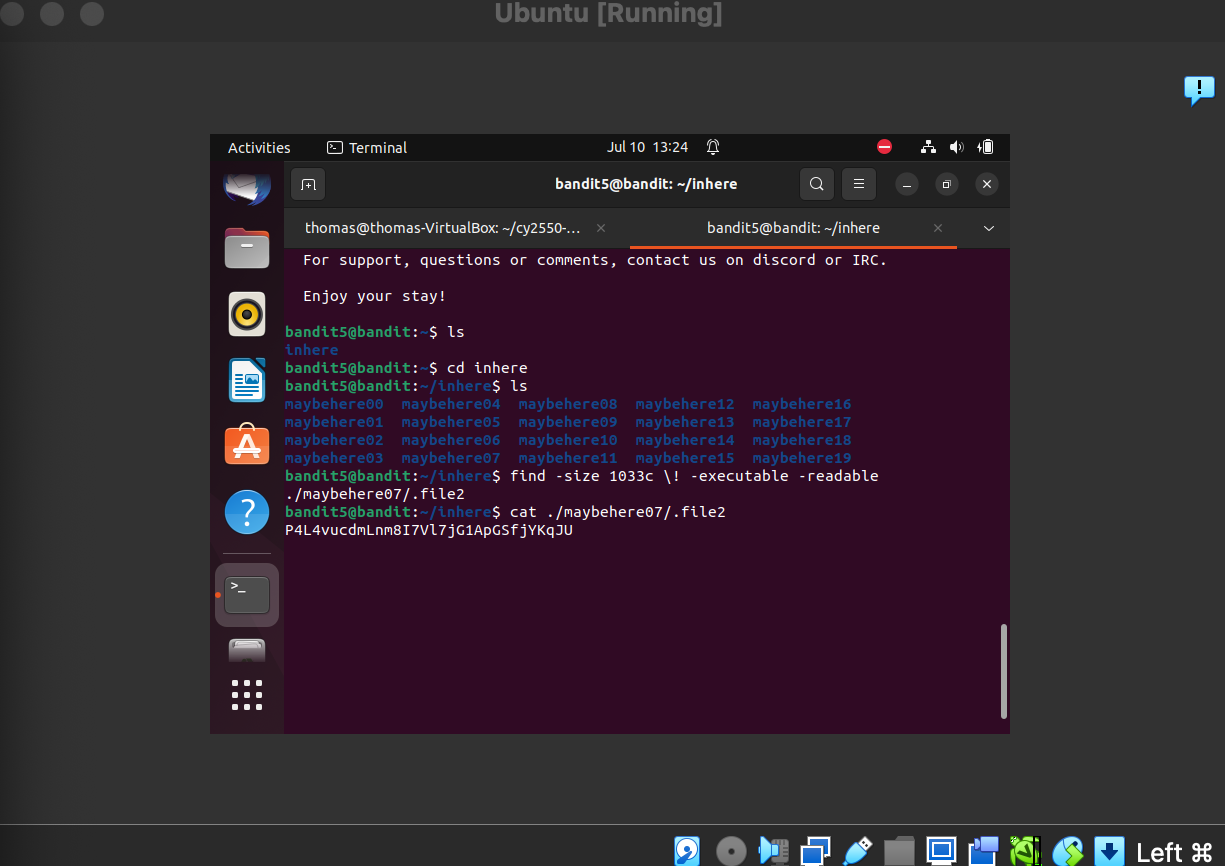 Ubuntu [Running]
Activities
Terminal
Jul 10 13:24
bandit5@bandit: ~/inhere
thomas@thomas-VirtualBox: ~/cy2550-...
bandit5@bandit: ~/inhere
For support, questions or comments, contact us on discord or IRC.
Enjoy your stay!
bandit5@bandit:~$ ls
inhere
bandit5@bandit:~$ cd inhere
bandit5@bandit:~/inhere$ ls
maybehere00 maybehere04 maybehere08 maybehere12 maybehere16
maybehere01 maybehere05 maybehere09 maybehere13 maybehere17
maybehere02 maybehere06 maybehere10 maybehere14 maybehere18
maybehere03 maybehere07 maybehere11 maybehere15 maybehere19
bandit5@bandit:~/inhere$ find -size 1033c \! -executable -readable
./maybehere07/.file2
bandit5@bandit:~/inhere$ cat ./maybehere07/.file2
P4L4vucdmLnm8I7Vl7jG1ApGSfjYKqJU
Left ⌘